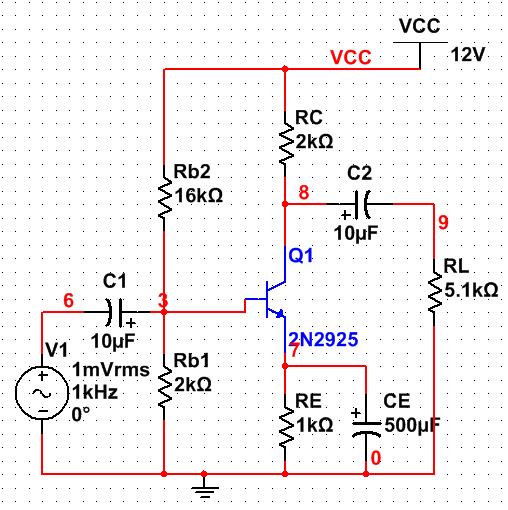 VCC
VCC
12V
RC
2kΩ
Rb2
16kΩ
8
C2
10µF
9
Q1
RL
5.1kΩ
6
C1
3
10µF
2N2925
7
V1
1mVrms
1kHz
0°
Rb1
2kΩ
RE
1kΩ
CE
500µF
0